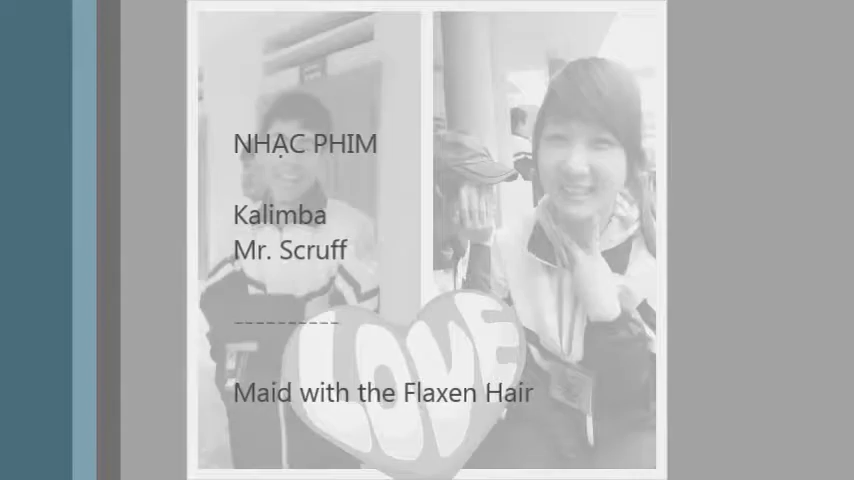 NHẠC PHIM
Kalimba
Mr. Scruff
----------
Maid with the Flaxen Hair
LOVE